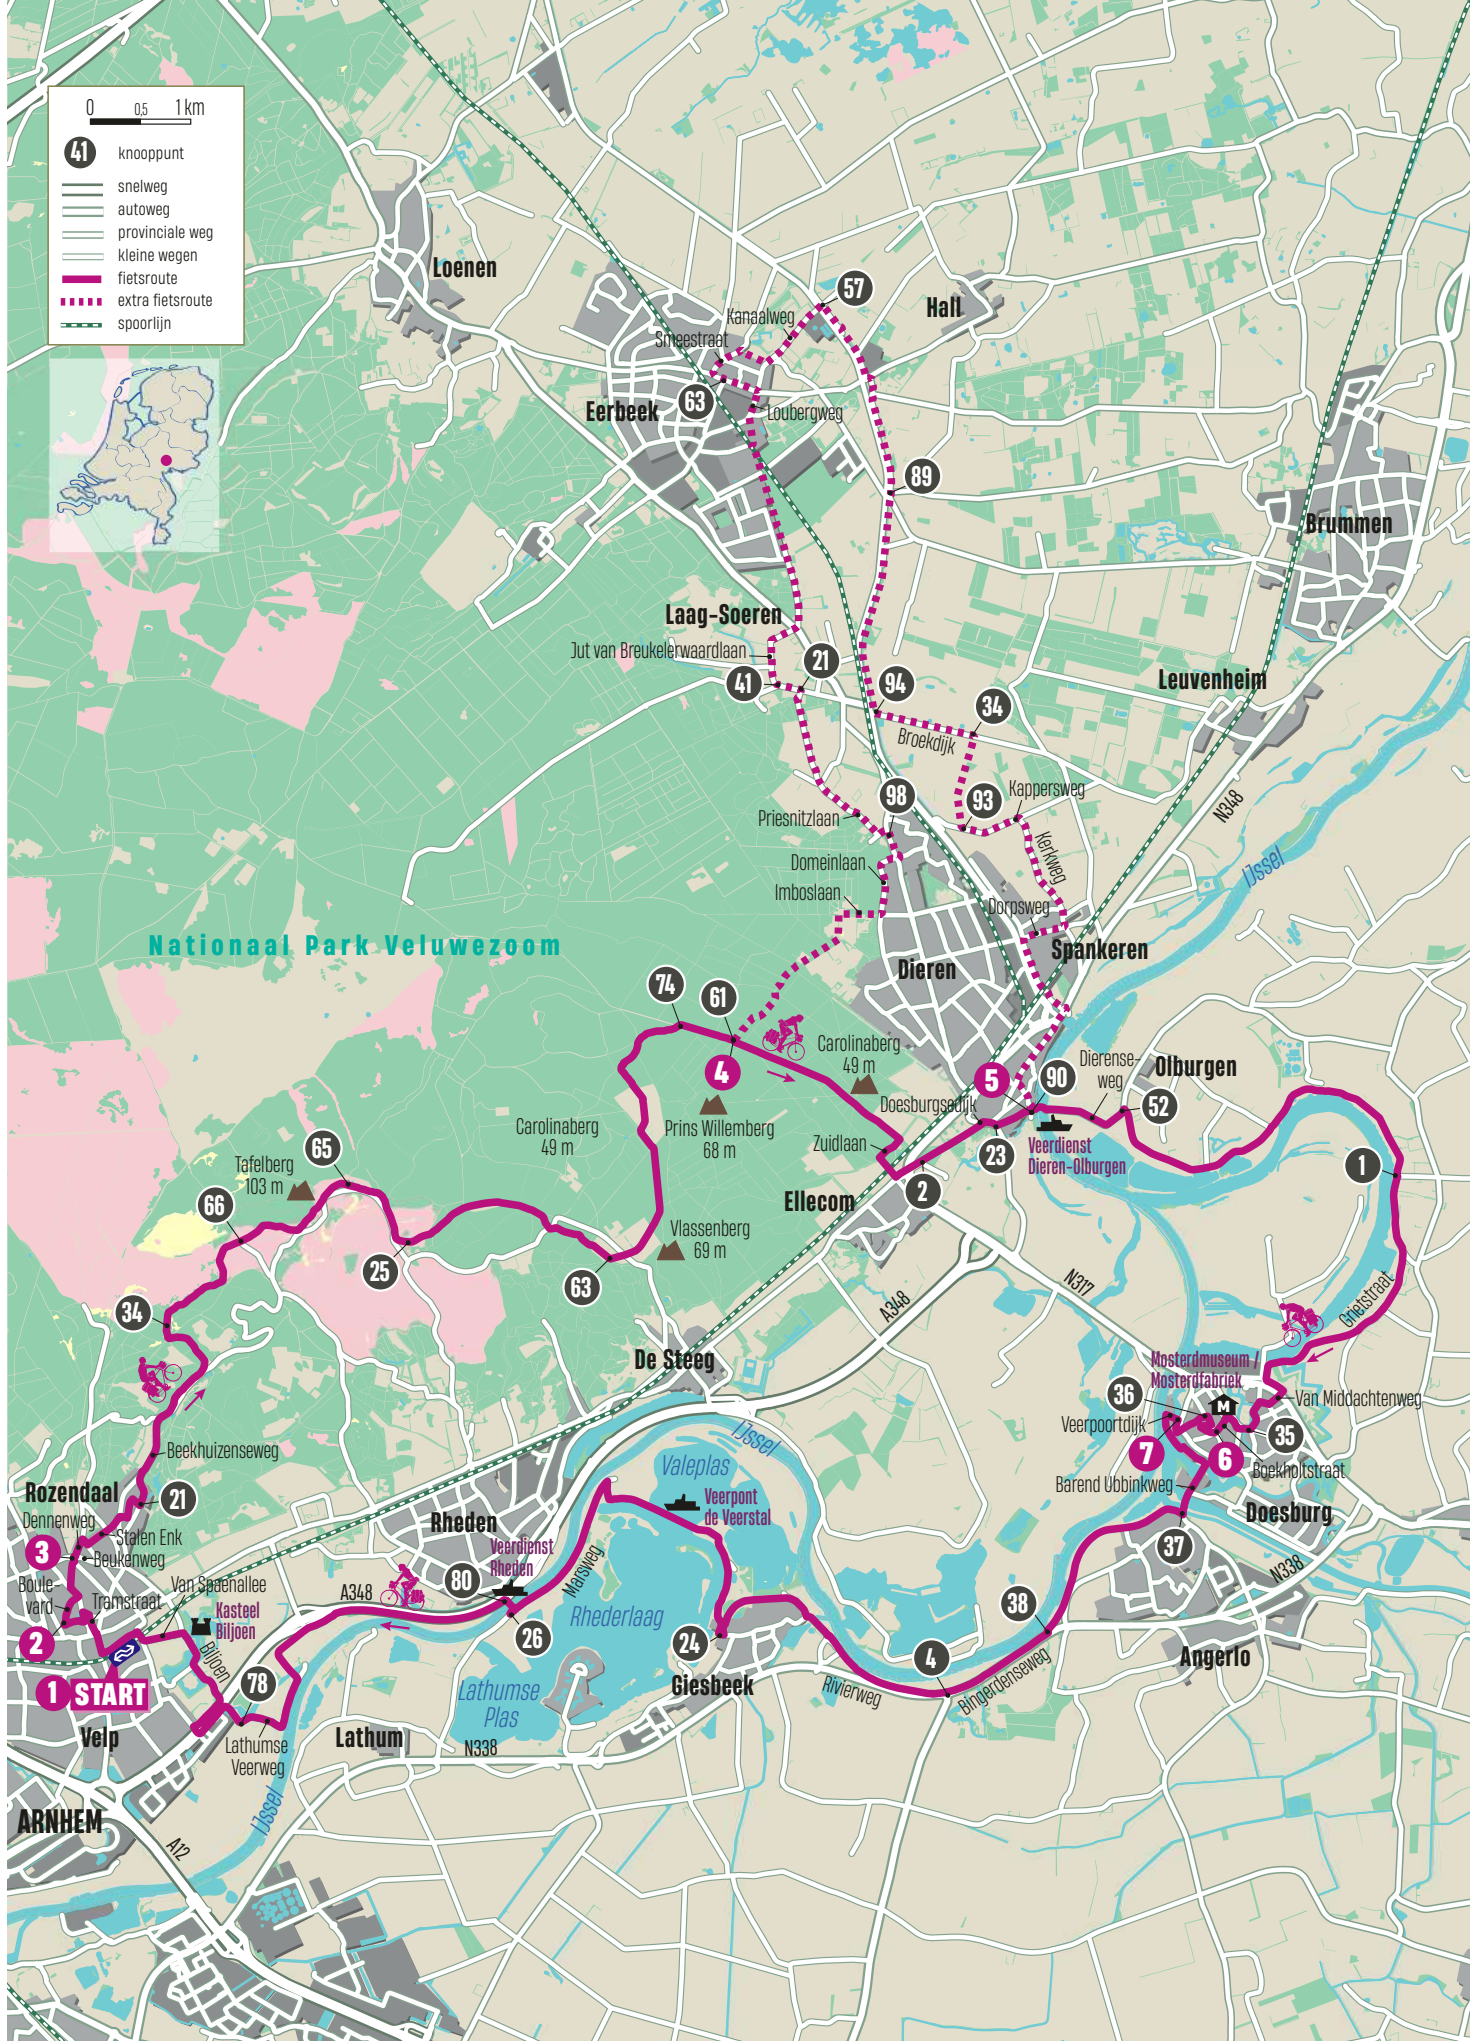 0 0,5 1 km
41 knooppunt
snelweg
autoweg
provinciale weg
kleine wegen
fietsroute
extra fietsroute
spoorlijn
Loenen
57
Hall
Kanaalweg
Smeestraat
63
Eerbeek
Loubergweg
89
Brummen
Laag-Soeren
Jut van Breukelerwaardlaan
21
41
94
Leuvenheim
34
Broekdijk
98
93
Kappersweg
N348
Priesnitzlaan
Kerkweg
Domeinlaan
IJssel
Imboslaan
Dorpsweg
Nationaal Park Veluwezoom
Spankeren
Dieren
74
61
Carolinaberg
49 m
4
5
90
Dierense-
weg
Olburgen
52
Doesburgsedijk
Prins Willemberg
68 m
Carolinaberg
49 m
Zuidlaan
23
Veerdienst
Dieren-Olburgen
1
65
Tafelberg
103 m
66
2
Ellecom
Vlassenberg
69 m
25
63
N317
A348
Grietstraat
34
De Steeg
Mosterdmuseum /
Mosterdfabriek
36
M
Van Middachtenweg
Veerpoortdijk
35
7
6
Boekholtstraat
Barend Ubbinkweg
Doesburg
Beekhuizenseweg
IJssel
Valeplas
Veerpont
de Veerstal
Rozendaal
21
Dennenweg
Stalen Enk
3
Beukenweg
Rheden
Veerdienst
Rheden
37
N338
Boule-
vard
Tramstraat
Van Spaenallee
A348
80
Marsweg
Kasteel
Biljoen
38
Rhederlaag
2
26
24
4
Angerlo
Biljoen
78
Giesbeek
Rivierweg
Bingerdenseweg
1 START
Lathumse
Plas
Velp
Lathumse
Veerweg
Lathum
N338
IJssel
ARNHEM
A12